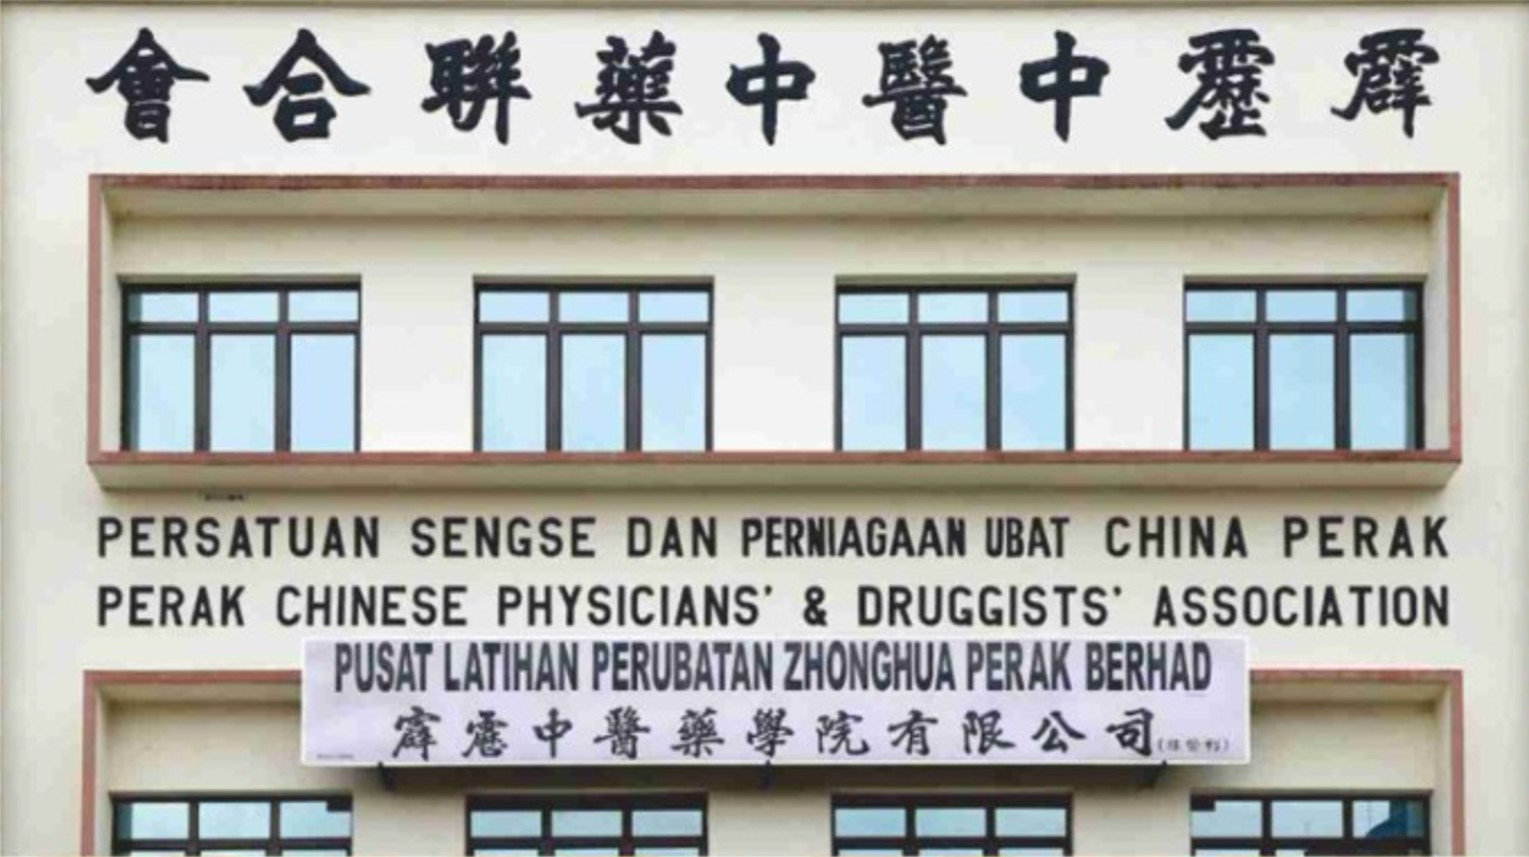 霹靂中醫中藥聯合會
PERSATUAN SENGSE DAN PERNIAGAAN UBAT CHINA PERAK
PERAK CHINESE PHYSICIANS' & DRUGGISTS' ASSOCIATION
PUSAT LATIHAN PERUBATAN ZHONGHUA PERAK BERHAD
霹靂中醫藥學院有限公司